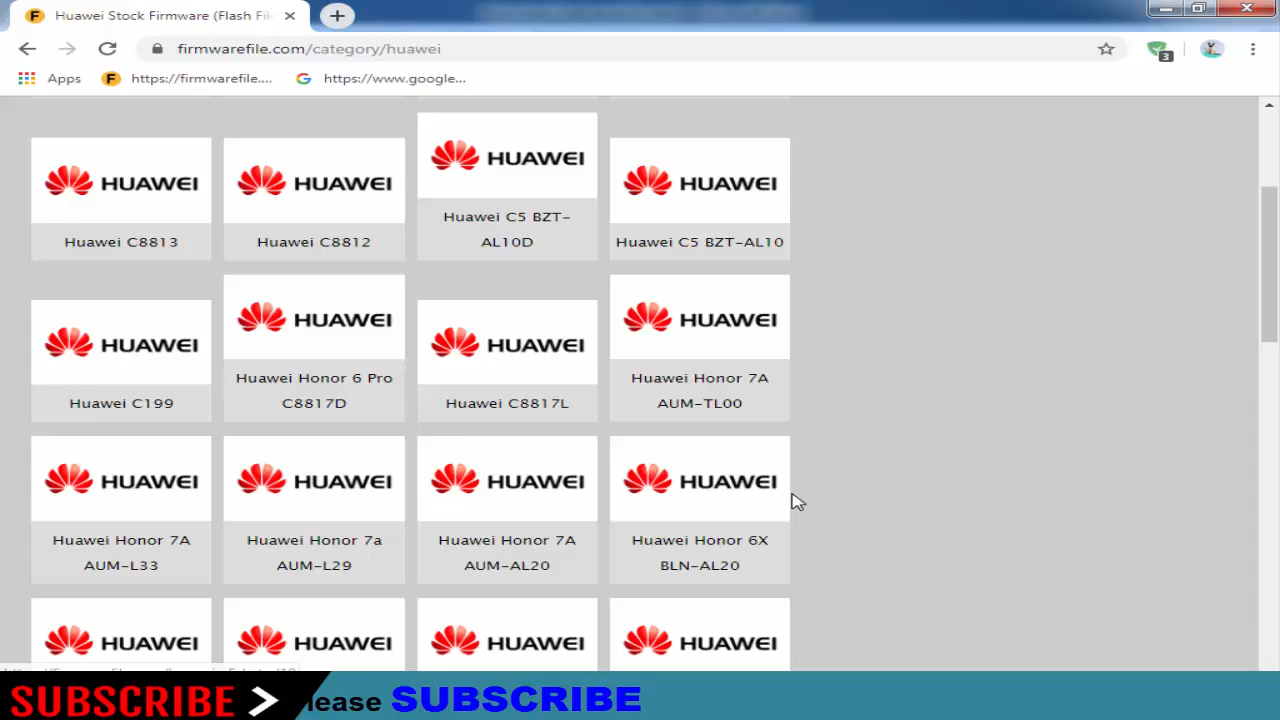 Huawei Stock Firmware (Flash Fi
firmwarefile.com/category/huawei
3
Apps
https://firmwarefile....
https://www.google...
HUAWEI
HUAWEI
HUAWEI
HUAWEI
Huawei C8813
Huawei C8812
Huawei C5 BZT-
AL10D
Huawei C5 BZT-AL10
HUAWEI
HUAWEI
HUAWEI
HUAWEI
Huawei C199
Huawei Honor 6 Pro
C8817D
Huawei C8817L
Huawei Honor 7A
AUM-TL00
HUAWEI
HUAWEI
HUAWEI
HUAWEI
Huawei Honor 7A
AUM-L33
Huawei Honor 7a
AUM-L29
Huawei Honor 7A
AUM-AL20
Huawei Honor 6X
BLN-AL20
HUAWEI
HUAWEI
HUAWEI
HUAWEI
SUBSCRIBE
lease SUBSCRIBE